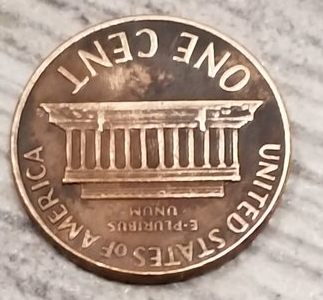 UNITED STATES OF AMERICA
E·PLURIBUS
UNUM
ONE CENT